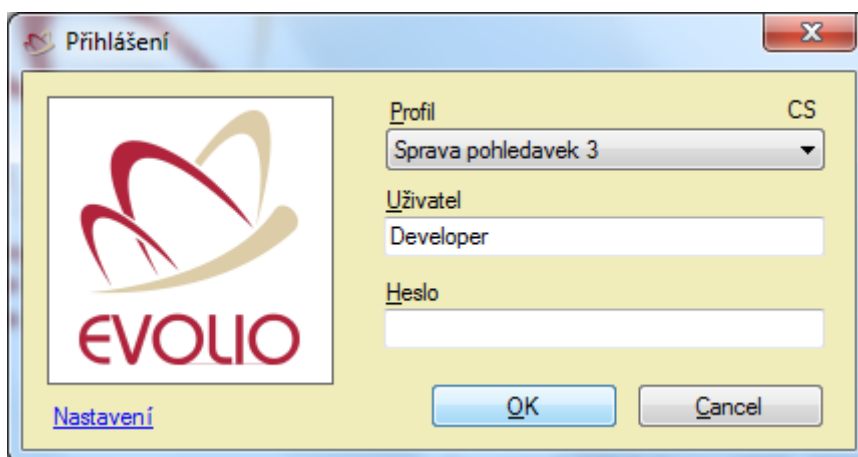 Přihlášení
Profil
CS
Sprava pohledavek 3
Uživatel
Developer
Heslo
EVOLIO
Nastavení
OK
Cancel